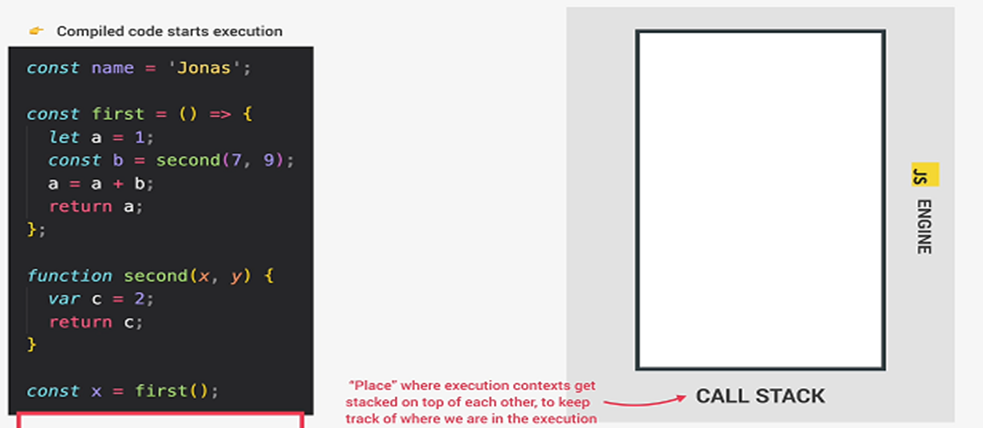 👉 Compiled code starts execution
const name = 'Jonas';
const first = () => {
let a = 1;
const b = second(7, 9);
a = a + b;
return a;
};
function second(x, y) {
var c = 2;
return c;
}
const x = first();
"Place" where execution contexts get
stacked on top of each other, to keep
track of where we are in the execution
CALL STACK
JS ENGINE